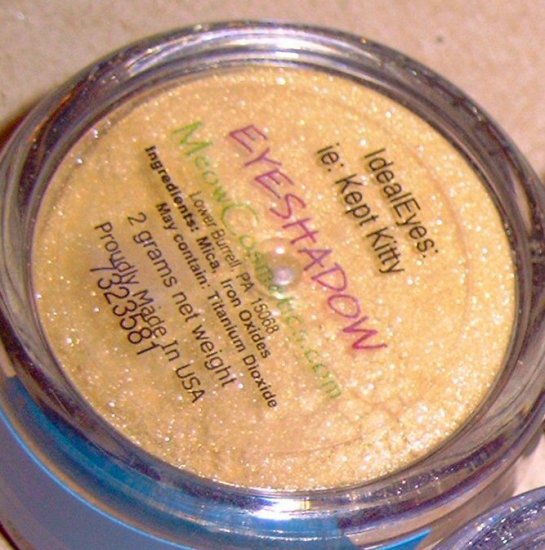 IdealEyes:
ie: Kept Kitty
EYESHADOW
MeowCosmetics.com
Lower Burrell, PA 15068
Ingredients: Mica, Iron Oxides
May contain: Titanium Dioxide
2 grams net weight
Proudly Made In USA
7323581